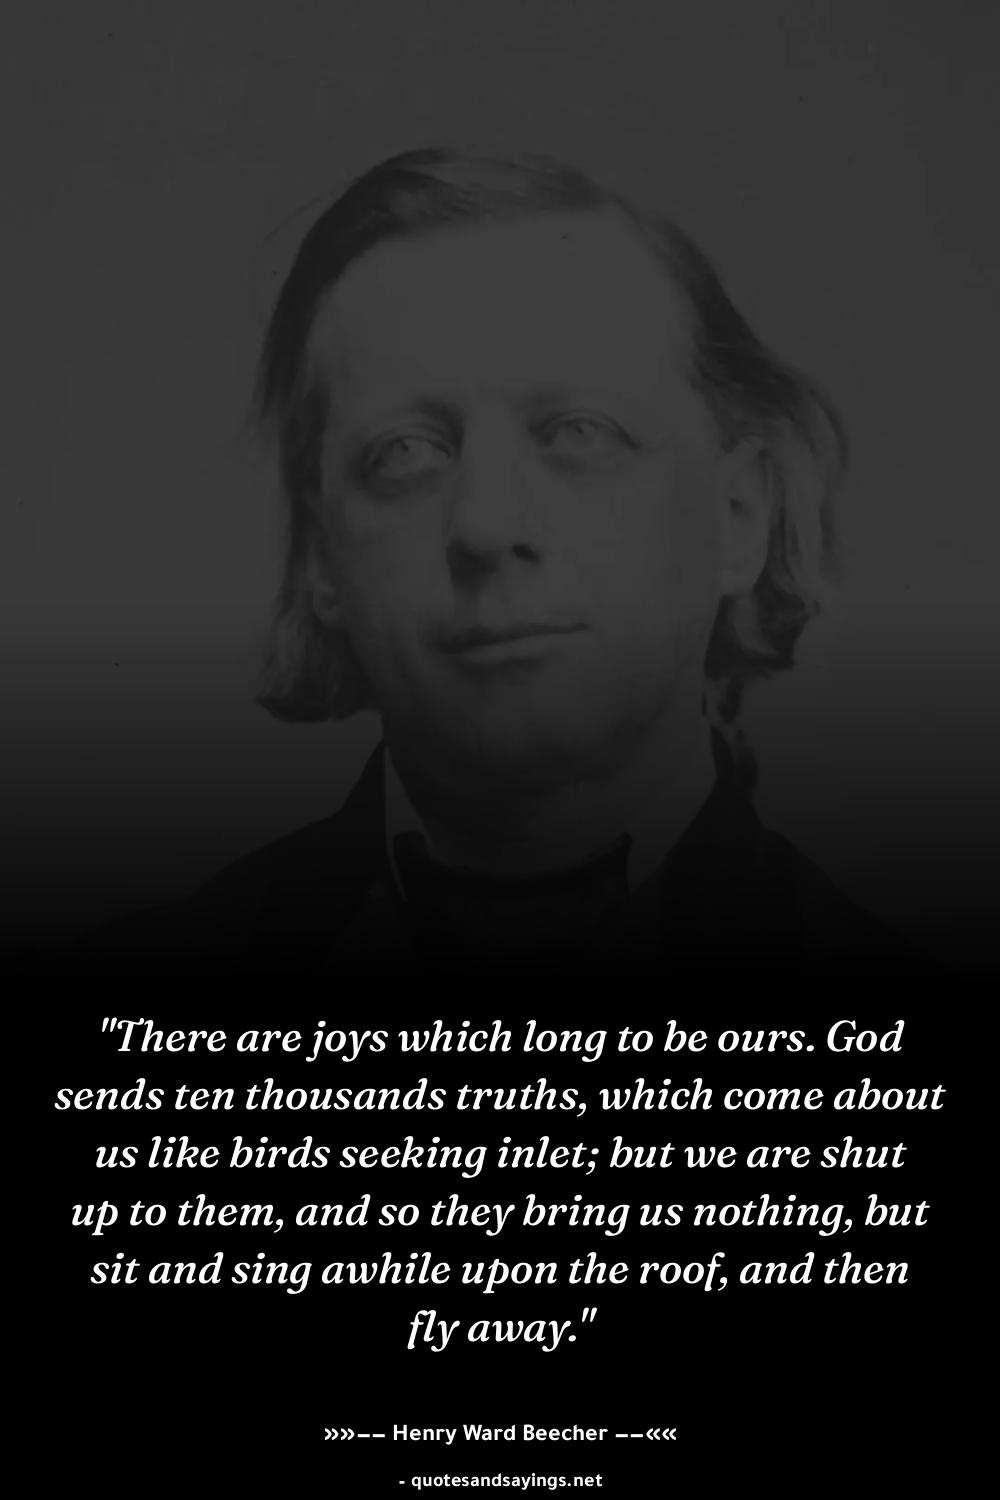 "There are joys which long to be ours. God
sends ten thousands truths, which come about
us like birds seeking inlet; but we are shut
up to them, and so they bring us nothing, but
sit and sing awhile upon the roof, and then
fly away."
»»–– Henry Ward Beecher ––««
- quotesandsayings.net